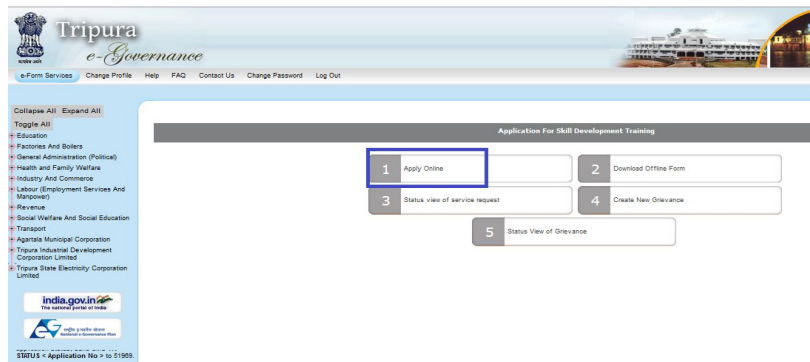 Tripura
e-Governance
e-Form Services Change Profile Help FAQ Contact Us Change Password Log Out
Collapse All Expand All
Toggle All
Education
Factories And Boilers
General Administration (Political)
Health and Family Welfare
Industry And Commerce
Labour (Employment Services And
Manpower)
Revenue
Social Welfare And Social Education
Transport
Agartala Municipal Corporation
Tripura Industrial Development
Corporation Limited
Tripura State Electricity Corporation
Limited
india.gov.in
The national portal of India
National e-Governance Plan
STATUS < Application No > to 51969.
Application For Skill Development Training
1 Apply Online
2 Download Offline Form
3 Status view of service request
4 Create New Grievance
5 Status View of Grievance